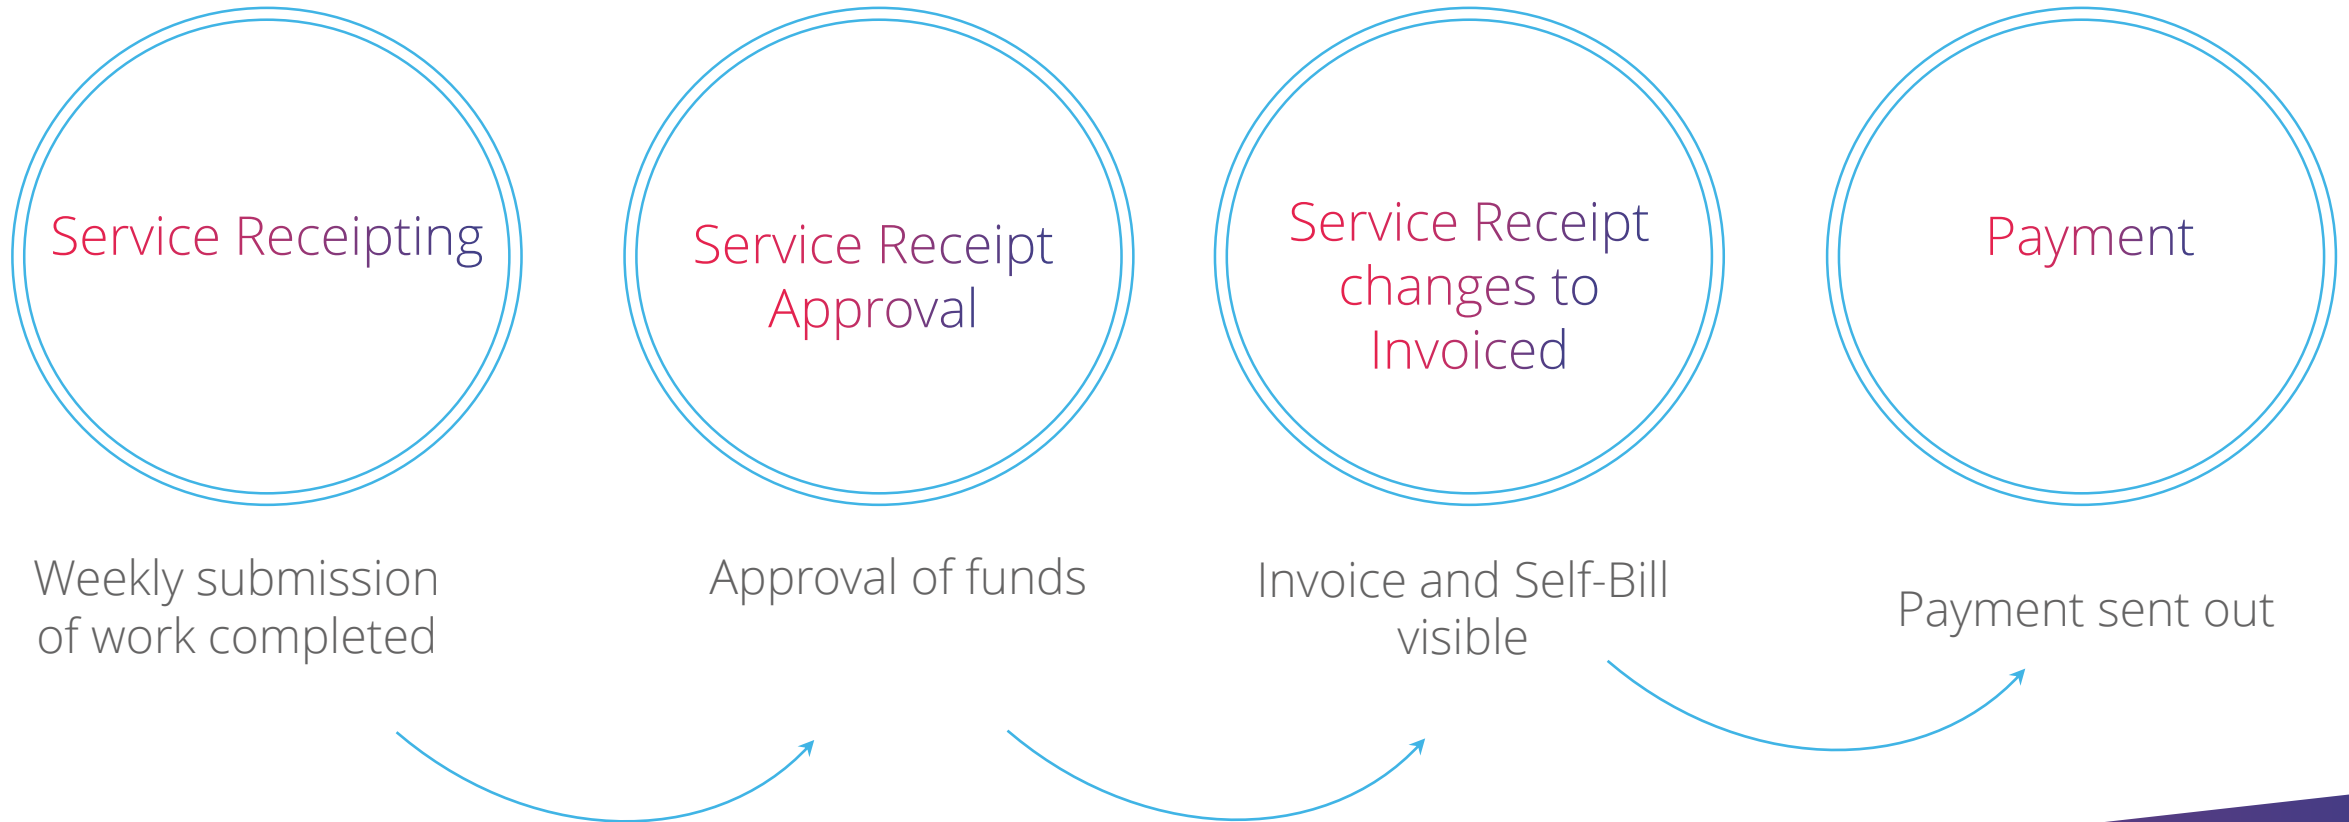 Service Receipting
Weekly submission
of work completed
Service Receipt
Approval
Approval of funds
Service Receipt
changes to
Invoiced
Invoice and Self-Bill
visible
Payment
Payment sent out